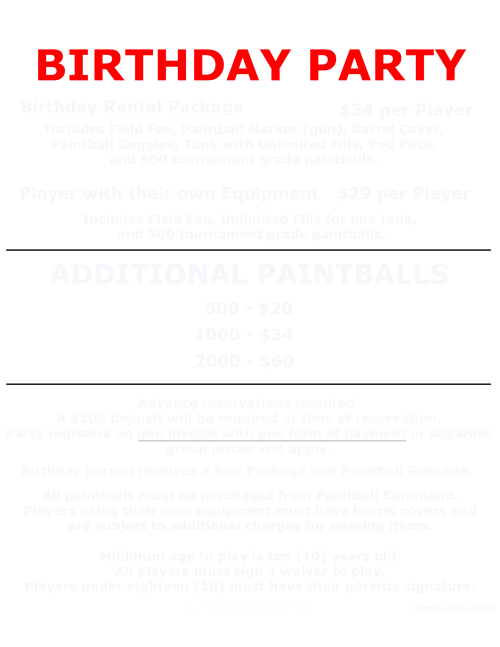 BIRTHDAY PARTY
Birthday Rental Package $34 per Player
Includes Field Fee, Paintball Marker (gun), Barrel Cover,
Paintball Goggles, Tank with Unlimited Fills, Pod Pack,
and 500 tournament grade paintballs
Player with their own Equipment $29 per Player
Includes Field Fee, Unlimited Fills for one tank,
and 500 tournament grade paintballs.
ADDITIONAL PAINTBALLS
500 - $20
1000 - $34
2000 - $60
Advance reservations required.
A $100 deposit will be required at time of reservation.
Party registers on one invoice with one form of payment or separate
group prices will apply.
Birthday person receives a free Package and Paintball Grenade.
All paintballs must be purchased from Paintball Command.
Players using their own equipment must have barrel covers and
are subject to additional charges for missing items.
Minimum age to play is ten (10) years old.
All players must sign a waiver to play.
Players under eighteen (18) must have their parents signature.